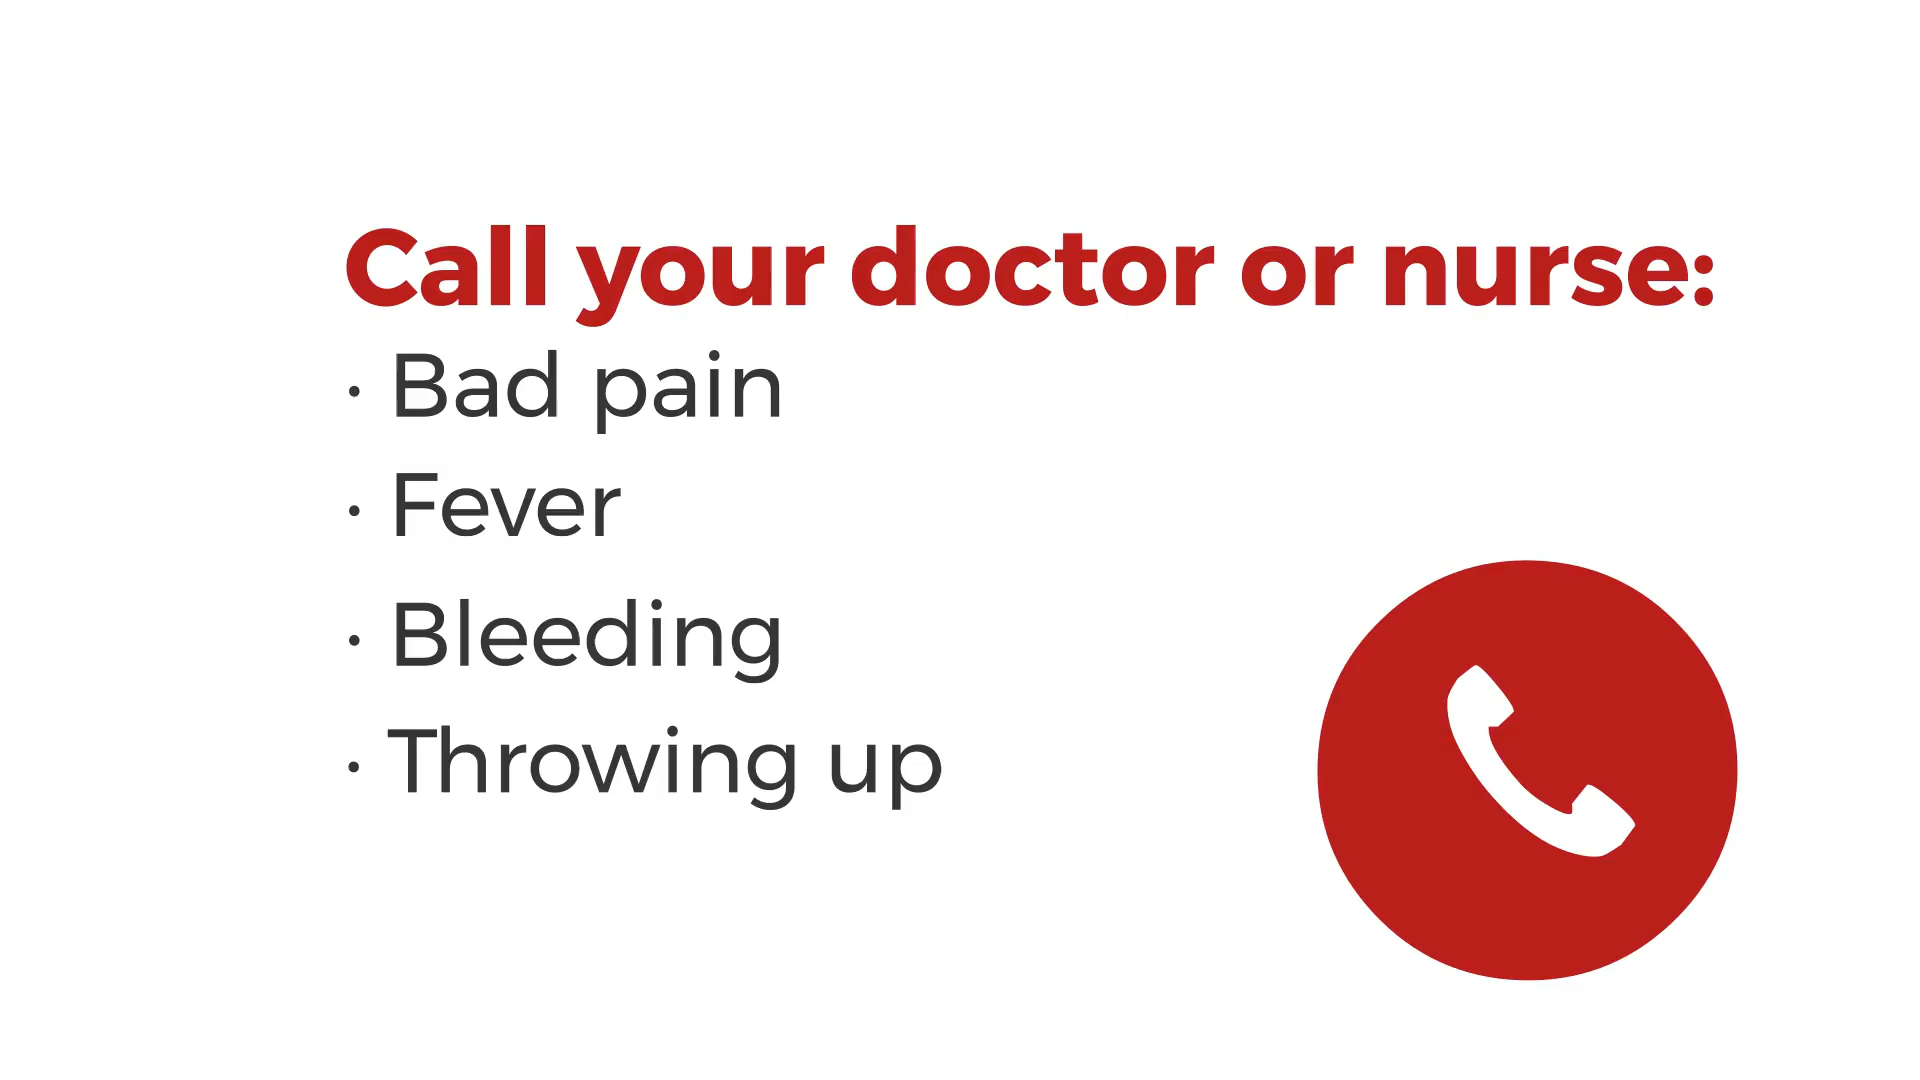 Call your doctor or nurse:
· Bad pain
· Fever
· Bleeding
· Throwing up